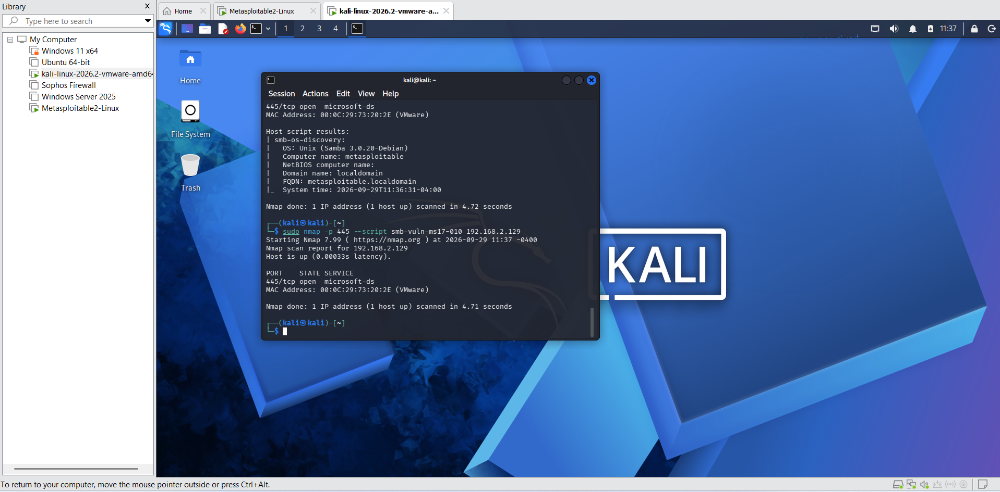 Library
Type here to search
My Computer
Windows 11 x64
Ubuntu 64-bit
kali-linux-2026.2-vmware-amd64
Sophos Firewall
Windows Server 2025
Metasploitable2-Linux
Home
Metasploitable2-Linux
kali-linux-2026.2-vmware-a...
1 2 3 4
11:37
Home
File System
Trash
kali@kali: ~
Session Actions Edit View Help
445/tcp open  microsoft-ds
MAC Address: 00:0C:29:73:20:2E (VMware)
Host script results:
| smb-os-discovery:
|   OS: Unix (Samba 3.0.20-Debian)
|   Computer name: metasploitable
|   NetBIOS computer name:
|   Domain name: localdomain
|   FQDN: metasploitable.localdomain
|_  System time: 2026-09-29T11:36:31-04:00
Nmap done: 1 IP address (1 host up) scanned in 4.72 seconds
┌──(kali㉿kali)-[~]
└─$ sudo nmap -p 445 --script smb-vuln-ms17-010 192.168.2.129
Starting Nmap 7.99 ( https://nmap.org ) at 2026-09-29 11:37 -0400
Nmap scan report for 192.168.2.129
Host is up (0.00033s latency).
PORT    STATE SERVICE
445/tcp open  microsoft-ds
MAC Address: 00:0C:29:73:20:2E (VMware)
Nmap done: 1 IP address (1 host up) scanned in 4.71 seconds
┌──(kali㉿kali)-[~]
└─$
KALI
To return to your computer, move the mouse pointer outside or press Ctrl+Alt.